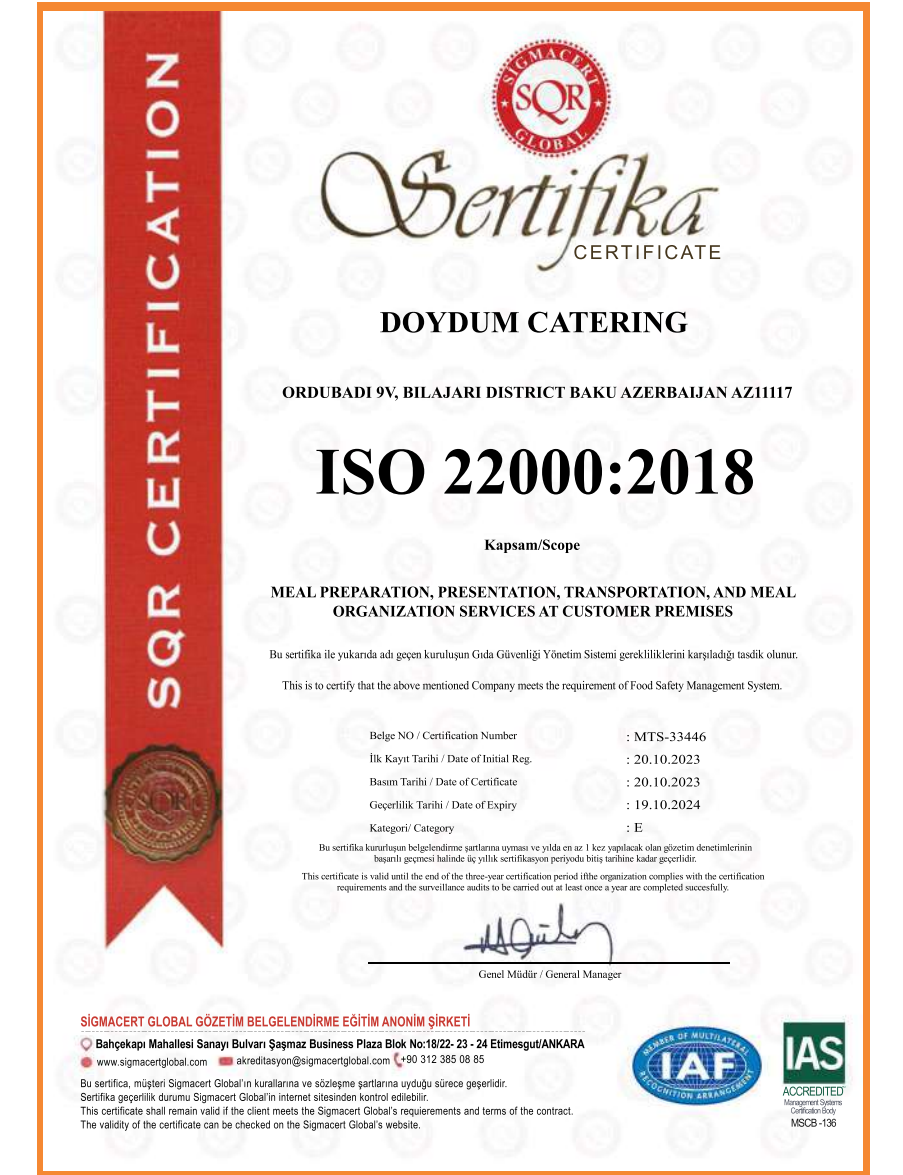 SQR CERTIFICATION
SIGMACERT
SQR
GLOBAL
Sertifika
CERTIFICATE
DOYDUM CATERING
ORDUBADI 9V, BILAJARI DISTRICT BAKU AZERBAIJAN AZ11117
ISO 22000:2018
Kapsam/Scope
MEAL PREPARATION, PRESENTATION, TRANSPORTATION, AND MEAL
ORGANIZATION SERVICES AT CUSTOMER PREMISES
Bu sertifika ile yukarıda adı geçen kuruluşun Gıda Güvenliği Yönetim Sistemi gerekliliklerini karşıladığı tasdik olunur.
This is to certify that the above mentioned Company meets the requirement of Food Safety Management System.
Belge NO / Certification Number : MTS-33446
İlk Kayıt Tarihi / Date of Initial Reg. : 20.10.2023
Basım Tarihi / Date of Certificate : 20.10.2023
Geçerlilik Tarihi / Date of Expiry : 19.10.2024
Kategori/ Category : E
SQR
Bu sertifika kururluşun belgelendirme şartlarına uyması ve yılda en az 1 kez yapılacak olan gözetim denetimlerinin
başarılı geçmesi halinde üç yıllık sertifikasyon periyodu bitiş tarihine kadar geçerlidir.
This certificate is valid until the end of the three-year certification period ifthe organization complies with the certification
requirements and the surveillance audits to be carried out at least once a year are completed succesfully.
Genel Müdür / General Manager
SİGMACERT GLOBAL GÖZETİM BELGELENDİRME EĞİTİM ANONİM ŞİRKETİ
Bahçekapı Mahallesi Sanayı Bulvarı Şaşmaz Business Plaza Blok No:18/22- 23 - 24 Etimesgut/ANKARA
www.sigmacertglobal.com akreditasyon@sigmacertglobal.com +90 312 385 08 85
Bu sertifica, müşteri Sigmacert Global'ın kurallarına ve sözleşme şartlarına uyduğu sürece geşerlidir.
Sertifika geçerlilik durumu Sigmacert Global'in internet sitesinden kontrol edilebilir.
This certificate shall remain valid if the client meets the Sigmacert Global's requierements and terms of the contract.
The validity of the certificate can be checked on the Sigmacert Global's website.
MEMBER OF MULTILATERAL
IAF
RECOGNITION ARRANGEMENT
IAS
ACCREDITED
Management Systems
Certification Body
MSCB -136